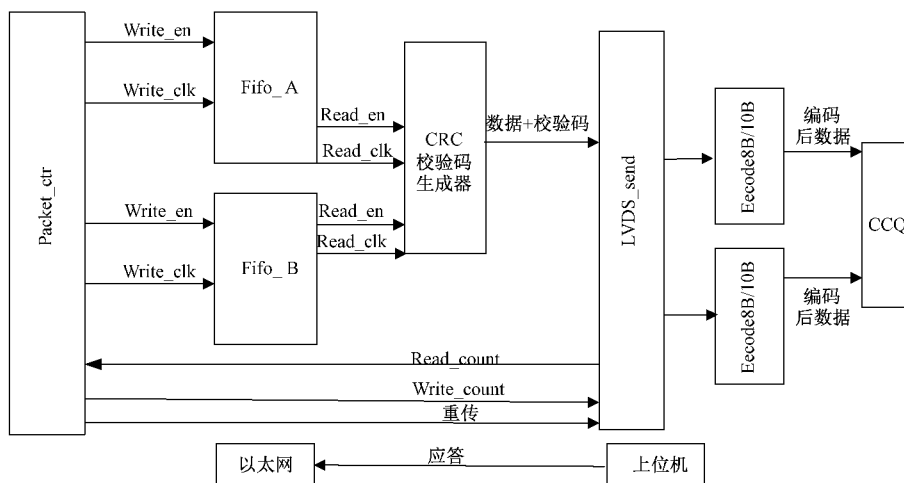 Packet_ctr
Write_en
Write_clk
Fifo_ A
Read_en
Read_clk
Write_en
Write_clk
Fifo_ B
Read_en
Read_clk
CRC
校验码
生成器
数据+校验码
LVDS_send
Eecode8B/10B
编码
后数据
Eecode8B/10B
编码
后数据
CCQ
Read_count
Write_count
重传
以太网
应答
上位机